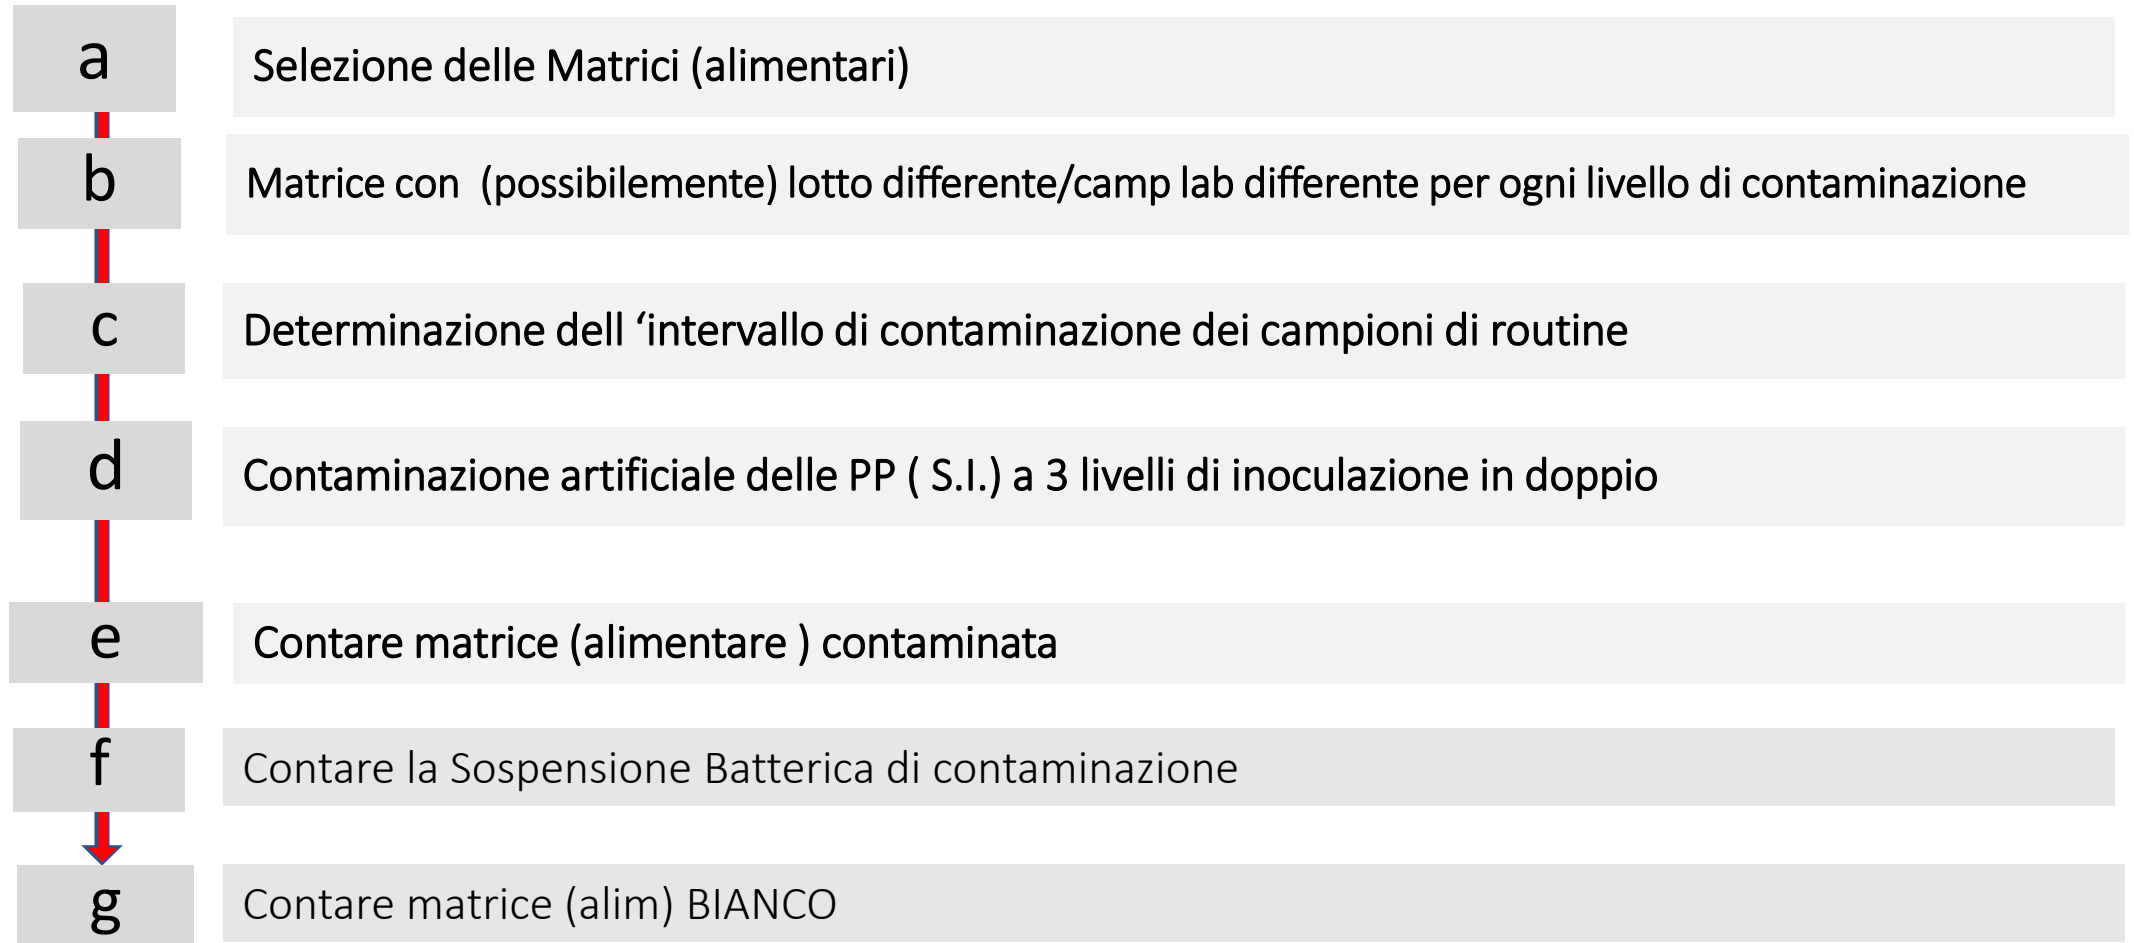 a
Selezione delle Matrici (alimentari)
b
Matrice con (possibilemente) lotto differente/camp lab differente per ogni livello di contaminazione
c
Determinazione dell ‘intervallo di contaminazione dei campioni di routine
d
Contaminazione artificiale delle PP ( S.I.) a 3 livelli di inoculazione in doppio
e
Contare matrice (alimentare ) contaminata
f
Contare la Sospensione Batterica di contaminazione
g
Contare matrice (alim) BIANCO